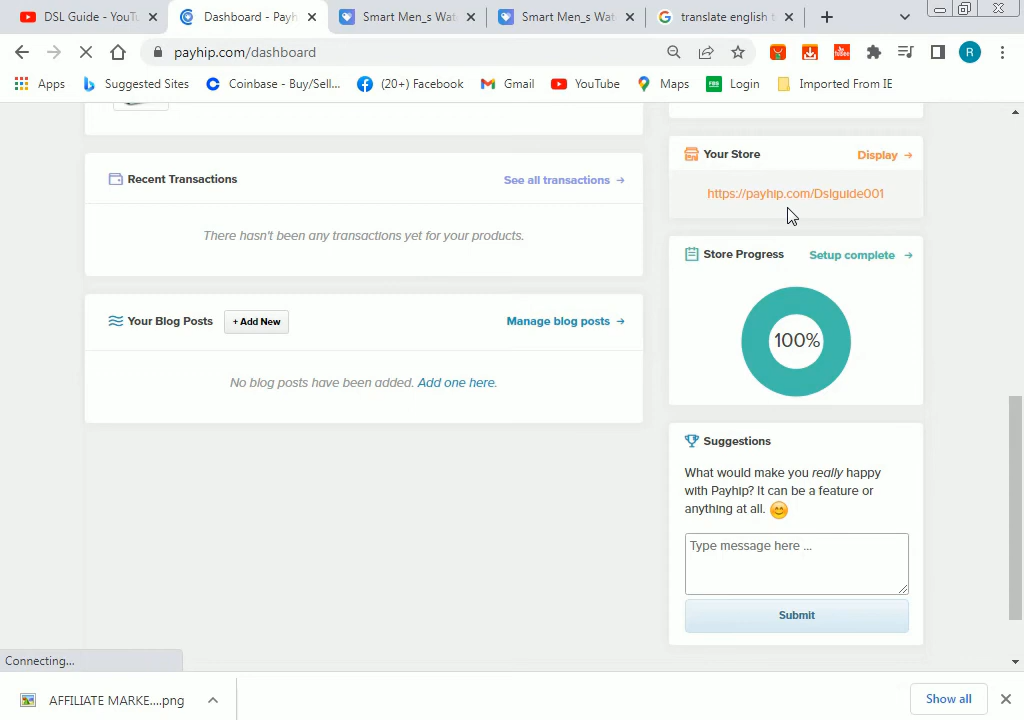 DSL Guide - YouTu
Dashboard - Payh
Smart Men_s Wat
Smart Men_s Wat
translate english t
payhip.com/dashboard
R
Apps
Suggested Sites
Coinbase - Buy/Sell...
(20+) Facebook
Gmail
YouTube
Maps
Login
Imported From IE
Your Store
Display →
https://payhip.com/Dslguide001
Recent Transactions
See all transactions →
There hasn't been any transactions yet for your products.
Store Progress
Setup complete →
100%
Your Blog Posts
+ Add New
Manage blog posts →
No blog posts have been added. Add one here.
Suggestions
What would make you really happy
with Payhip? It can be a feature or
anything at all.
Type message here ...
Submit
Connecting...
AFFILIATE MARKE....png
Show all